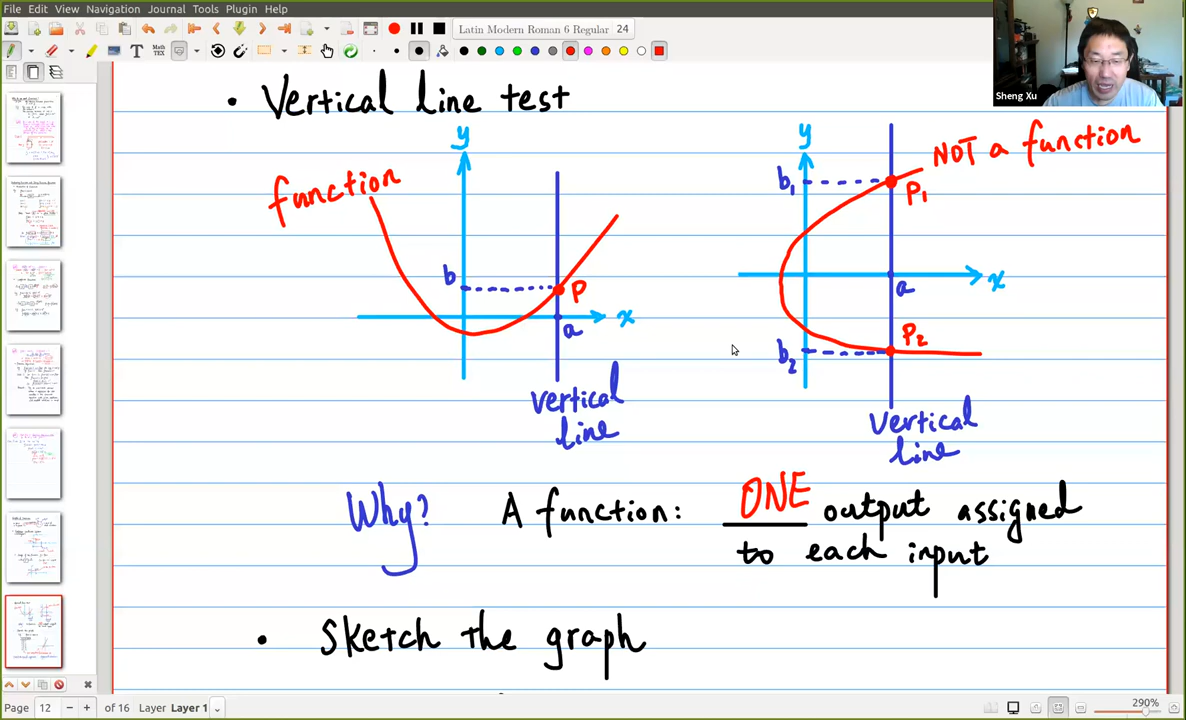 File Edit View Navigation Journal Tools Plugin Help
Latin Modern Roman 6 Regular 24
Sheng Xu
• Vertical line test
function
y
b
P
a
x
vertical
line
y
NOT a function
b1
P1
a
x
b2
P2
vertical
line
Why? A function: ONE output assigned
to each input
• Sketch the graph
Page 12 of 16 Layer Layer 1
290%